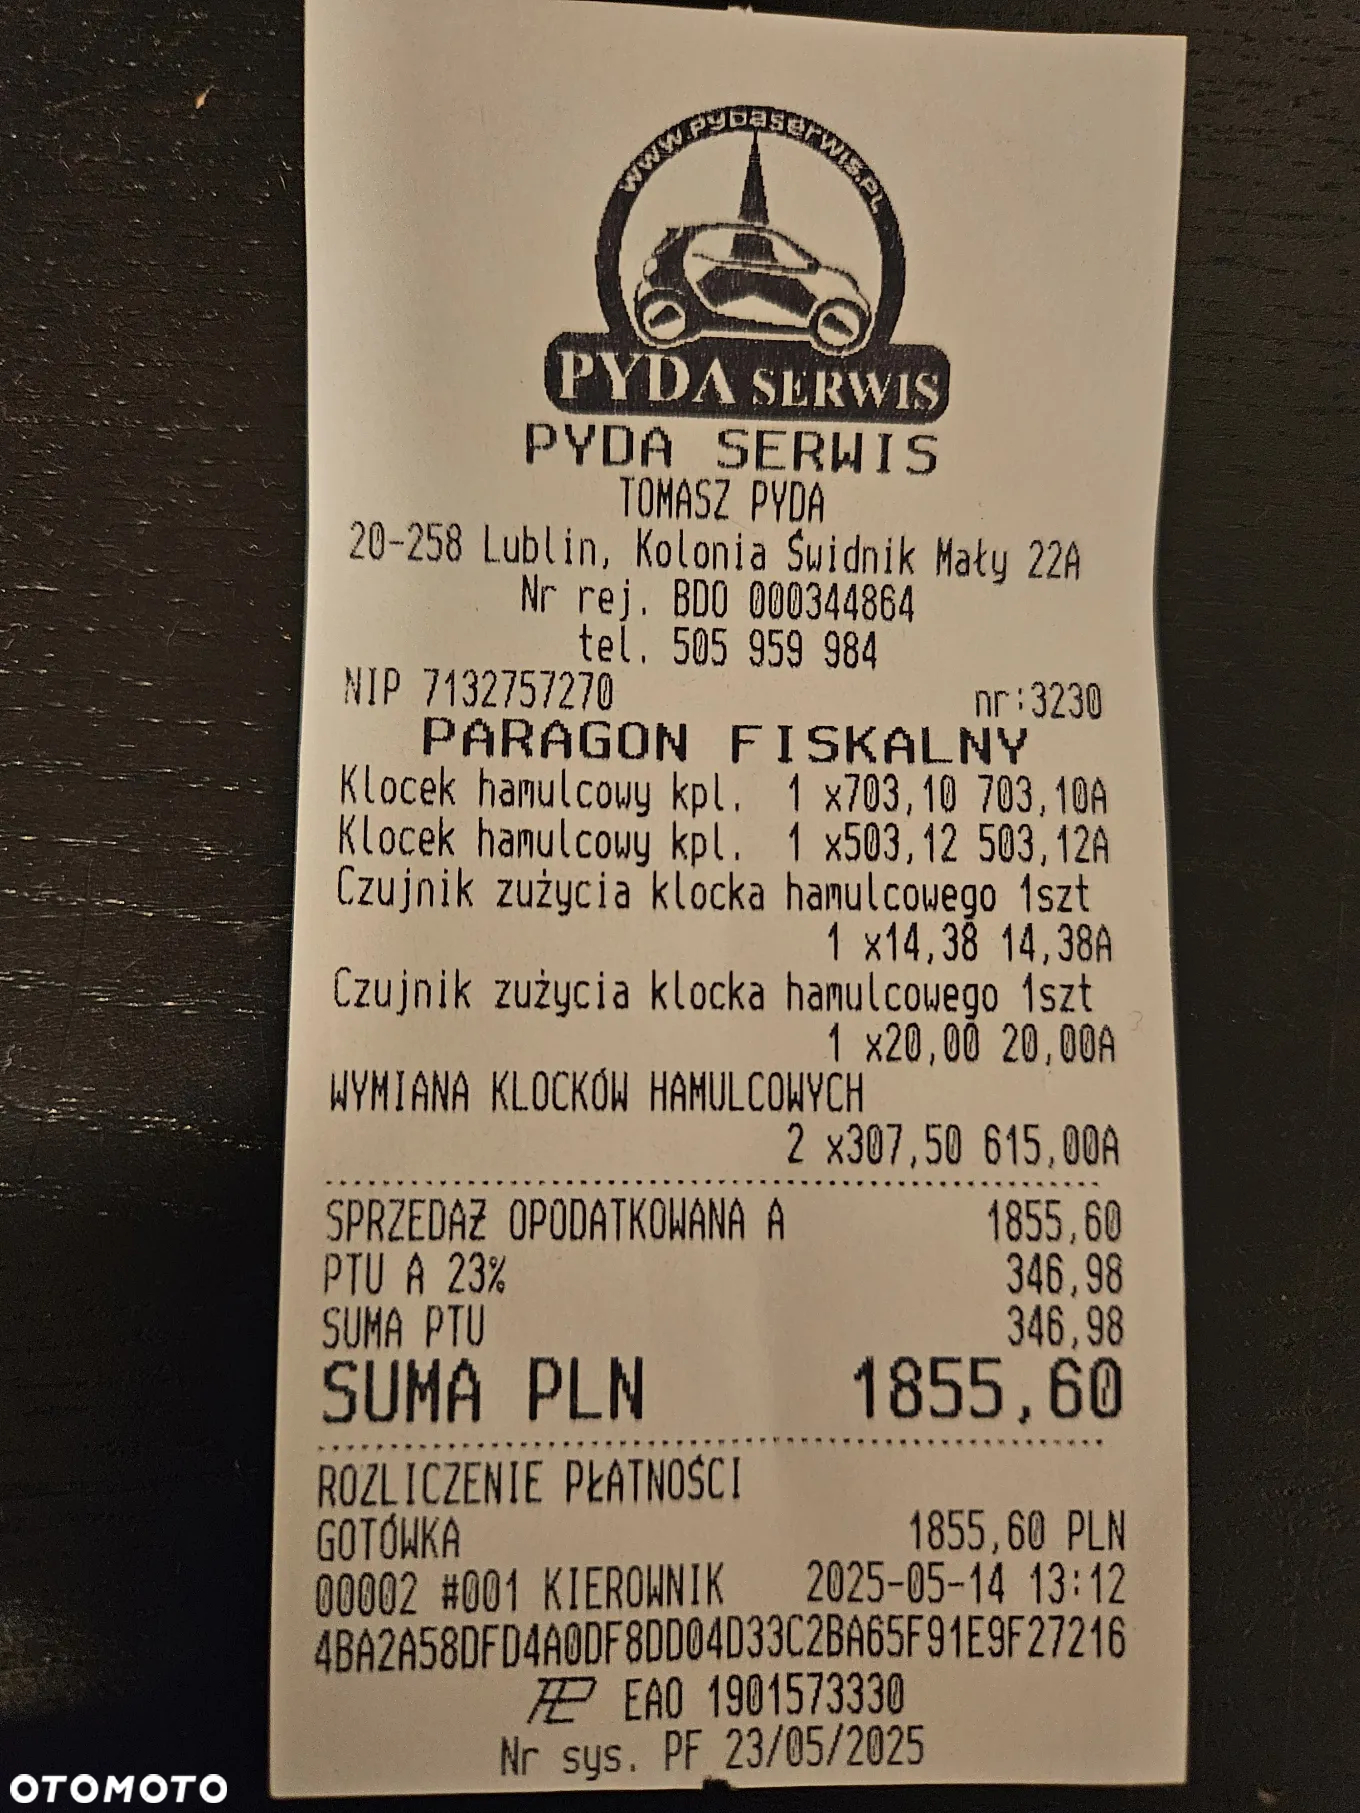 www.pydaserwis.pl
PYDA SERWIS
PYDA SERWIS
TOMASZ PYDA
20-258 Lublin, Kolonia Świdnik Mały 22A
Nr rej. BDO 000344864
tel. 505 959 984
NIP 7132757270 nr:3230
PARAGON FISKALNY
Klocek hamulcowy kpl. 1 x703,10 703,10A
Klocek hamulcowy kpl. 1 x503,12 503,12A
Czujnik zużycia klocka hamulcowego 1szt
1 x14,38 14,38A
Czujnik zużycia klocka hamulcowego 1szt
1 x20,00 20,00A
WYMIANA KLOCKÓW HAMULCOWYCH
2 x307,50 615,00A
SPRZEDAŻ OPODATKOWANA A 1855,60
PTU A 23% 346,98
SUMA PTU 346,98
SUMA PLN 1855,60
ROZLICZENIE PŁATNOŚCI
GOTÓWKA 1855,60 PLN
00002 #001 KIEROWNIK 2025-05-14 13:12
4BA2A58DFD4A0DF8DD04D33C2BA65F91E9F27216
EAO 1901573330
Nr sys. PF 23/05/2025
OTOMOTO